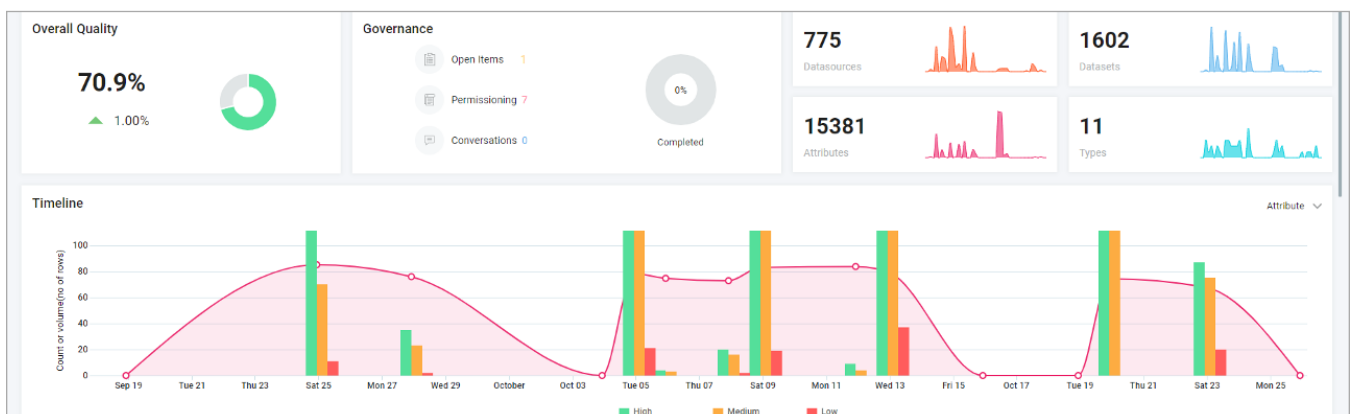 Overall Quality
70.9%
1.00%
Governance
Open Items 1
Permissioning 7
Conversations 0
0%
Completed
775
Datasources
1602
Datasets
15381
Attributes
11
Types
Timeline
Attribute
Count or volume(no of rows)
100
80
60
40
20
0
Sep 19 Tue 21 Thu 23 Sat 25 Mon 27 Wed 29 October Oct 03 Tue 05 Thu 07 Sat 09 Mon 11 Wed 13 Fri 15 Oct 17 Tue 19 Thu 21 Sat 23 Mon 25
High Medium Low